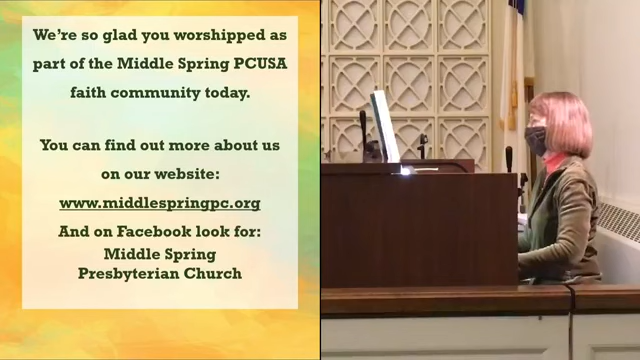 We're so glad you worshipped as
part of the Middle Spring PCUSA
faith community today.
You can find out more about us
on our website:
www.middlespringpc.org
And on Facebook look for:
Middle Spring
Presbyterian Church